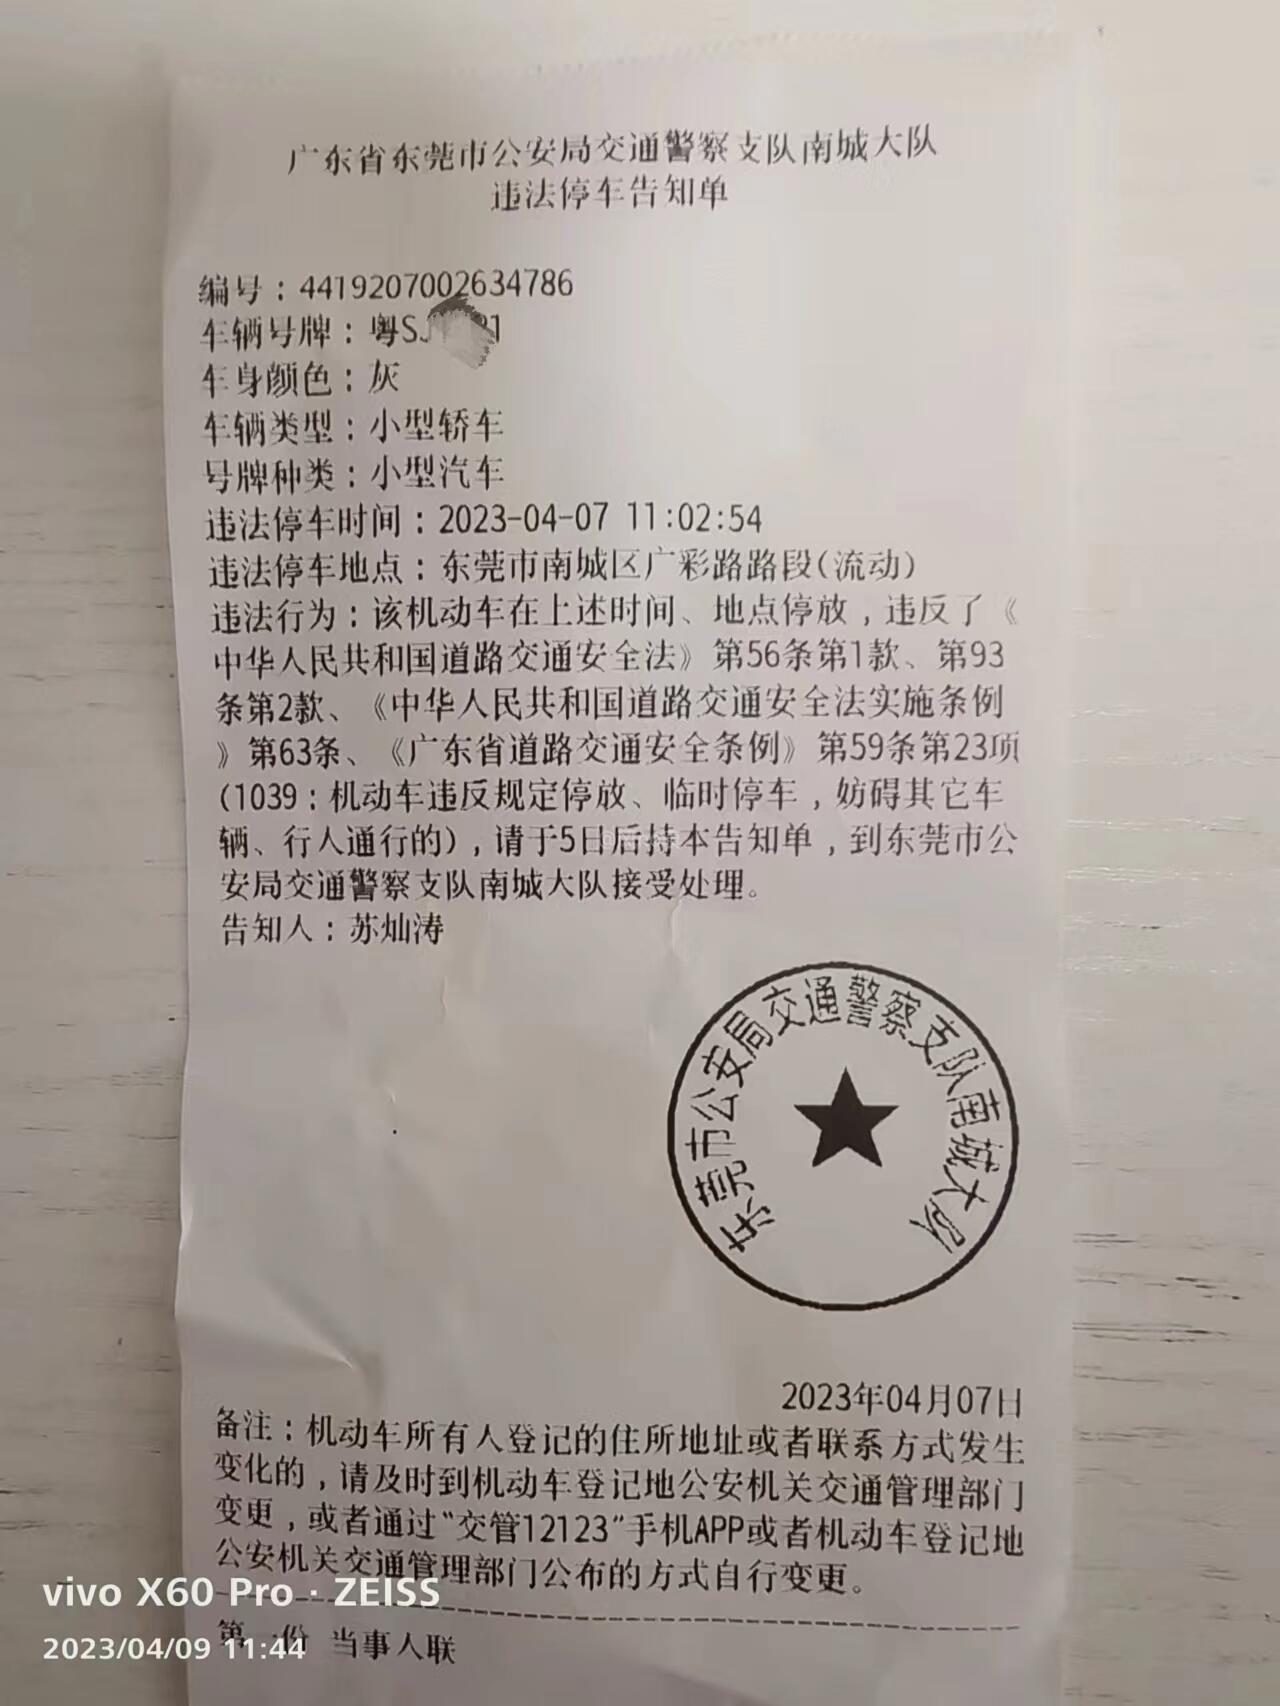 广东省东莞市公安局交通警察支队南城大队
违法停车告知单
编号：4419207002634786
车辆号牌：粤SJ
车身颜色：灰
车辆类型：小型轿车
号牌种类：小型汽车
违法停车时间：2023-04-07 11:02:54
违法停车地点：东莞市南城区广彩路路段(流动)
违法行为：该机动车在上述时间、地点停放，违反了《
中华人民共和国道路交通安全法》第56条第1款、第93
条第2款、《中华人民共和国道路交通安全法实施条例
》第63条、《广东省道路交通安全条例》第59条第23项
(1039：机动车违反规定停放、临时停车，妨碍其它车
辆、行人通行的)，请于5日后持本告知单，到东莞市公
安局交通警察支队南城大队接受处理。
告知人：苏灿涛
东莞市公安局交通警察支队南城大队
2023年04月07日
备注：机动车所有人登记的住所地址或者联系方式发生
变化的，请及时到机动车登记地公安机关交通管理部门
变更，或者通过“交管12123”手机APP或者机动车登记地
公安机关交通管理部门公布的方式自行变更。
vivo X60 Pro · ZEISS
2023/04/09 11:44
第一份 当事人联